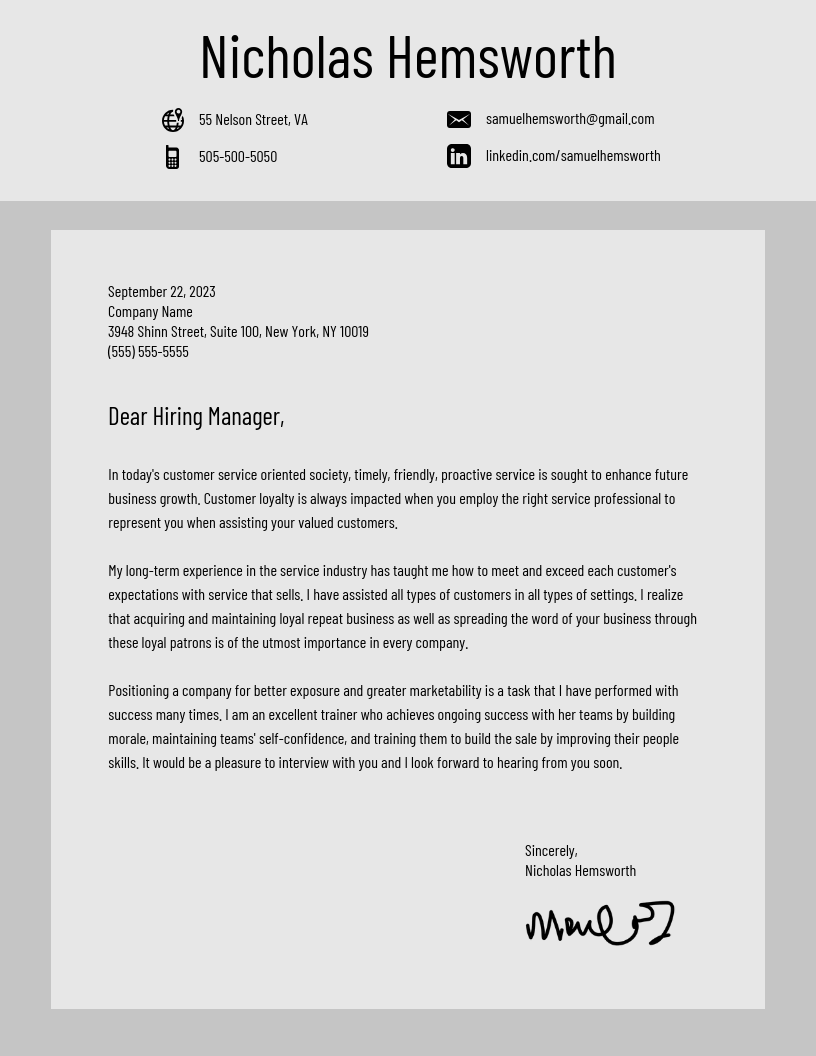 Nicholas Hemsworth
55 Nelson Street, VA
samuelhemsworth@gmail.com
505-500-5050
linkedin.com/samuelhemsworth
September 22, 2023
Company Name
3948 Shinn Street, Suite 100, New York, NY 10019
(555) 555-5555
Dear Hiring Manager,
In today's customer service oriented society, timely, friendly, proactive service is sought to enhance future
business growth. Customer loyalty is always impacted when you employ the right service professional to
represent you when assisting your valued customers.
My long-term experience in the service industry has taught me how to meet and exceed each customer's
expectations with service that sells. I have assisted all types of customers in all types of settings. I realize
that acquiring and maintaining loyal repeat business as well as spreading the word of your business through
these loyal patrons is of the utmost importance in every company.
Positioning a company for better exposure and greater marketability is a task that I have performed with
success many times. I am an excellent trainer who achieves ongoing success with her teams by building
morale, maintaining teams' self-confidence, and training them to build the sale by improving their people
skills. It would be a pleasure to interview with you and I look forward to hearing from you soon.
Sincerely,
Nicholas Hemsworth